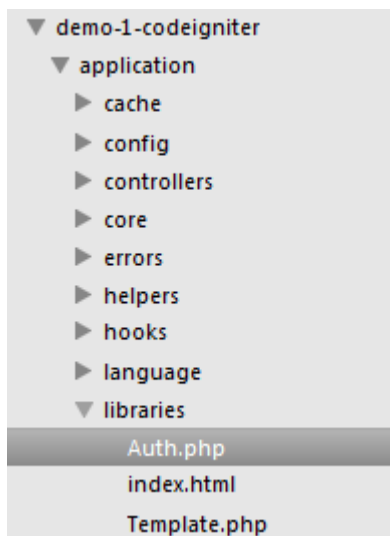 demo-1-codeigniter
application
cache
config
controllers
core
errors
helpers
hooks
language
libraries
Auth.php
index.html
Template.php